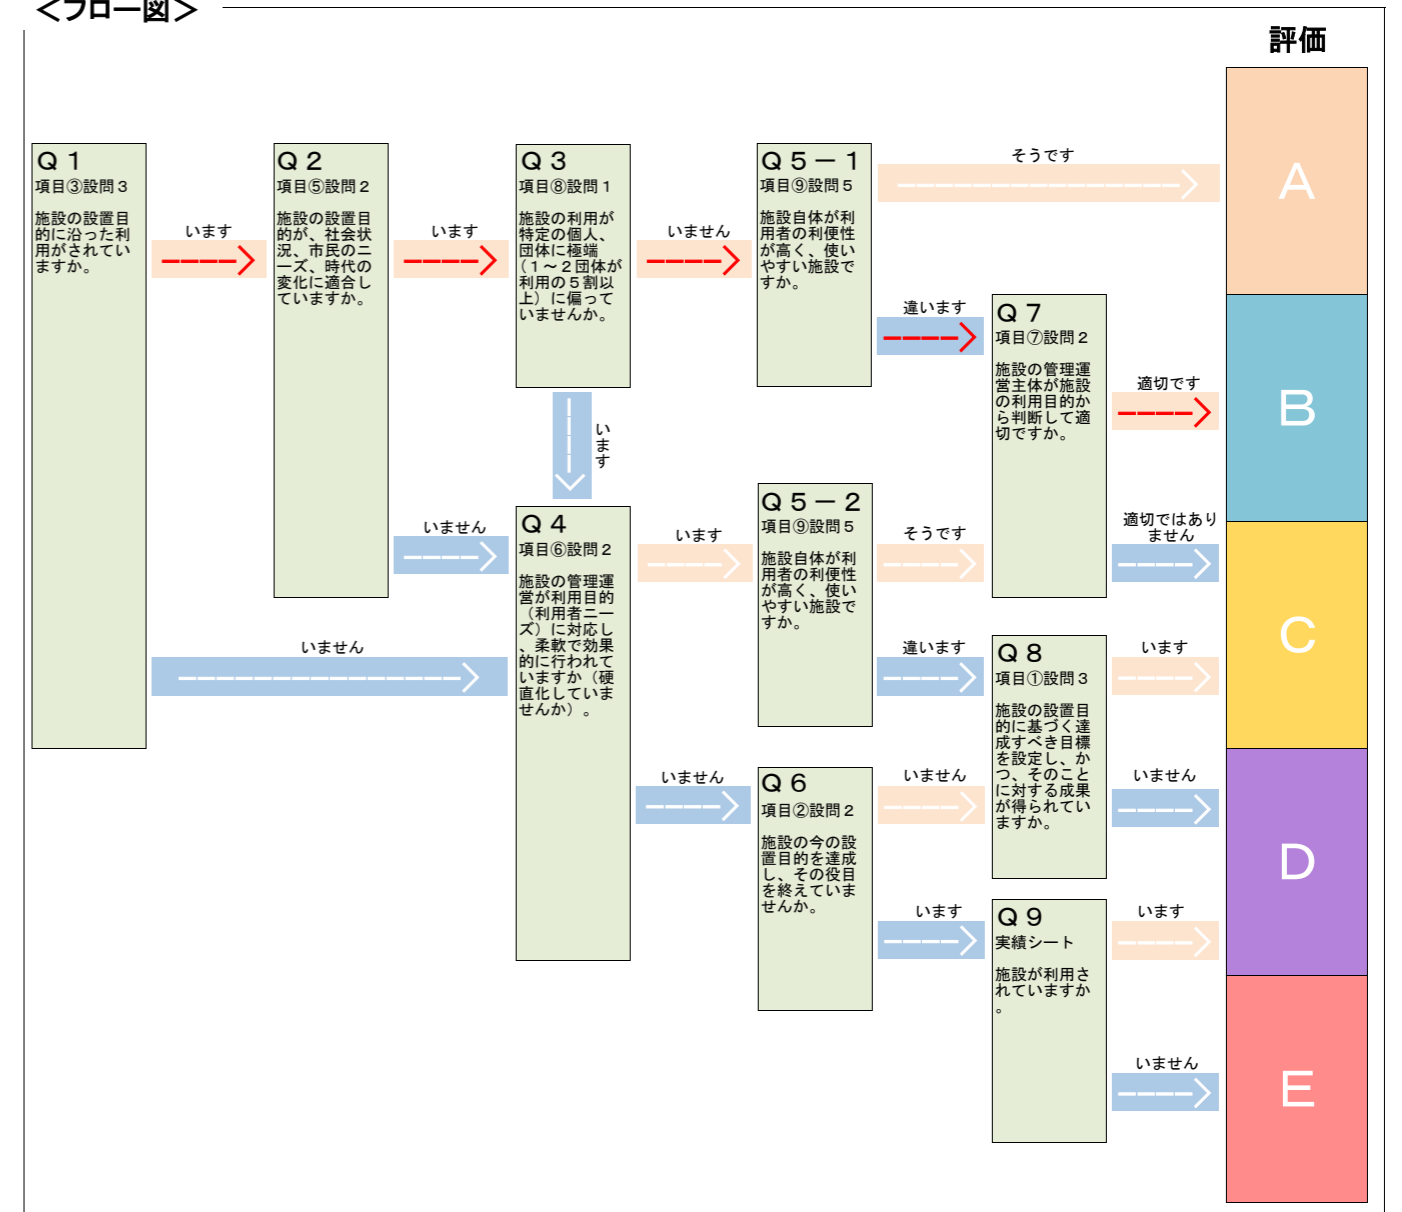 ＜フロー図＞
評価
Ｑ１
項目③設問３
施設の設置目
的に沿った利
用がされてい
ますか。
います
いません
Ｑ２
項目⑤設問２
施設の設置目
的が、社会状
況、市民のニ
ーズ、時代の
変化に適合し
ていますか。
います
いません
Ｑ３
項目⑧設問１
施設の利用が
特定の個人、
団体に極端
（１～２団体が
利用の５割以
上）に偏って
いませんか。
いません
います
Ｑ４
項目⑥設問２
施設の管理運
営が利用目的
（利用者ニー
ズ）に対応し
、柔軟で効果
的に行われて
いますか（硬
直化していま
せんか）。
います
いません
Ｑ５－１
項目⑨設問５
施設自体が利
用者の利便性
が高く、使い
やすい施設で
すか。
そうです
違います
Ｑ５－２
項目⑨設問５
施設自体が利
用者の利便性
が高く、使い
やすい施設で
すか。
そうです
違います
Ｑ６
項目②設問２
施設の今の設
置目的を達成
し、その役目
を終えていま
せんか。
いません
います
Ｑ７
項目⑦設問２
施設の管理運
営主体が施設
の利用目的か
ら判断して適
切ですか。
適切です
適切ではあり
ません
Ｑ８
項目①設問３
施設の設置目
的に基づく達
成すべき目標
を設定し、か
つ、そのこと
に対する成果
が得られてい
ますか。
います
いません
Ｑ９
実績シート
施設が利用さ
れていますか
。
います
いません
Ａ
Ｂ
Ｃ
Ｄ
Ｅ